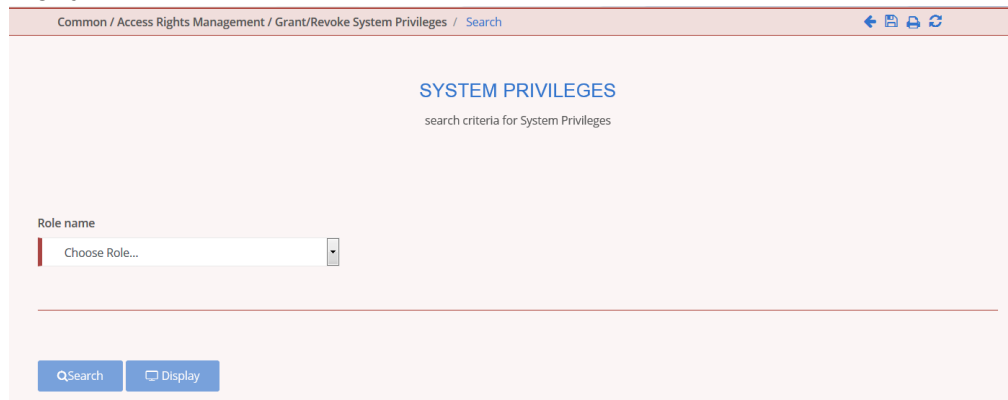 Common / Access Rights Management / Grant/Revoke System Privileges / Search
SYSTEM PRIVILEGES
search criteria for System Privileges
Role name
Choose Role...
Search
Display